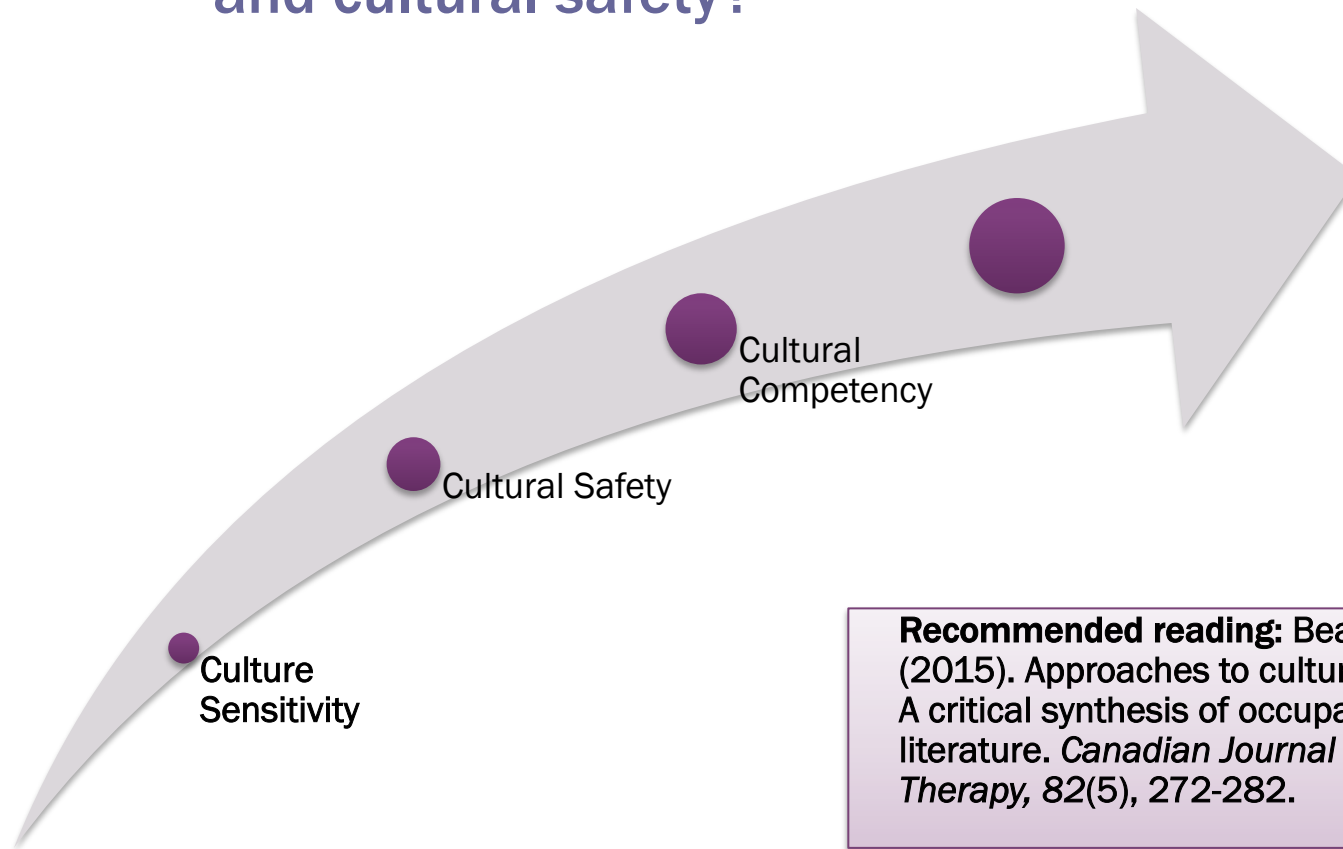 and cultural safety?
Cultural
Competency
Cultural Safety
Culture
Sensitivity
Recommended reading:
(2015). Approaches to
A critical synthesis of
literature. Canadian Journal
Therapy, 82(5), 272-282.